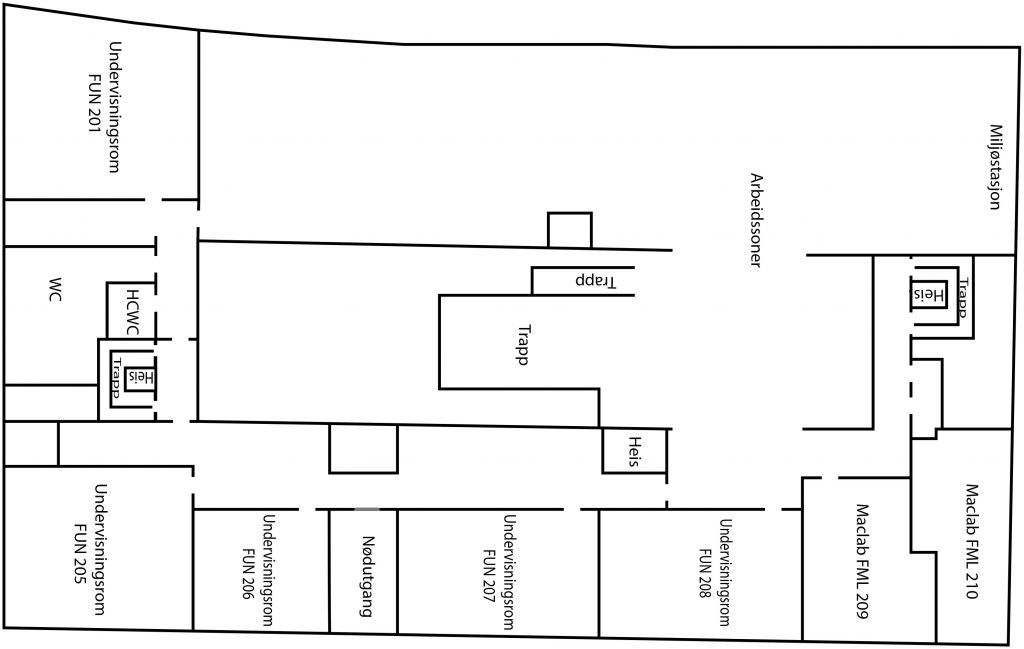 Undervisningsrom
FUN 201
Miljøstasjon
Arbeidssoner
WC
HCWC
Trapp
Heis
Trapp
Trapp
Heis
Trapp
Heis
Undervisningsrom
FUN 205
Undervisningsrom
FUN 206
Nødutgang
Undervisningsrom
FUN 207
Undervisningsrom
FUN 208
Maclab FML 209
Maclab FML 210